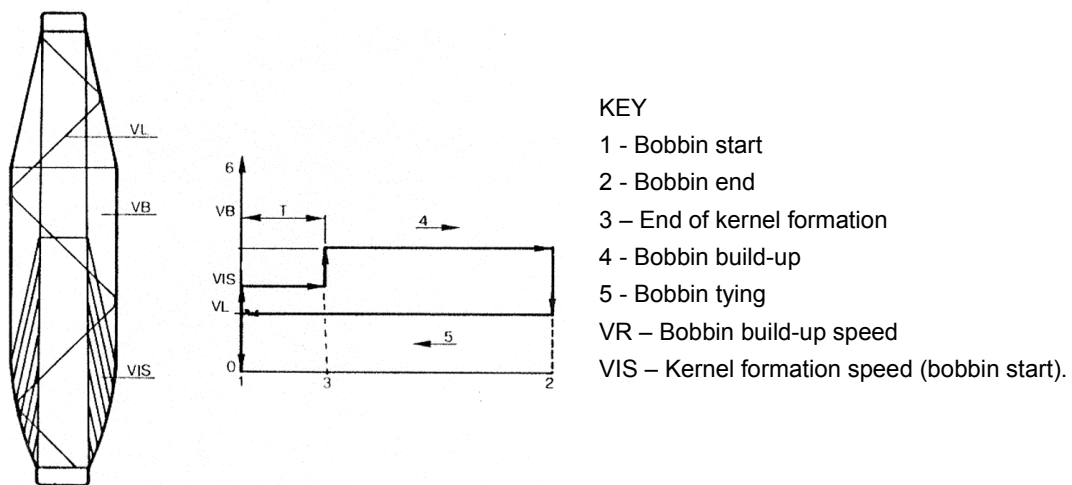 VL
VB
VIS
6
VB
T
4
VIS
VL
5
0
1
3
2
KEY
1 - Bobbin start
2 - Bobbin end
3 – End of kernel formation
4 - Bobbin build-up
5 - Bobbin tying
VR – Bobbin build-up speed
VIS – Kernel formation speed (bobbin start).